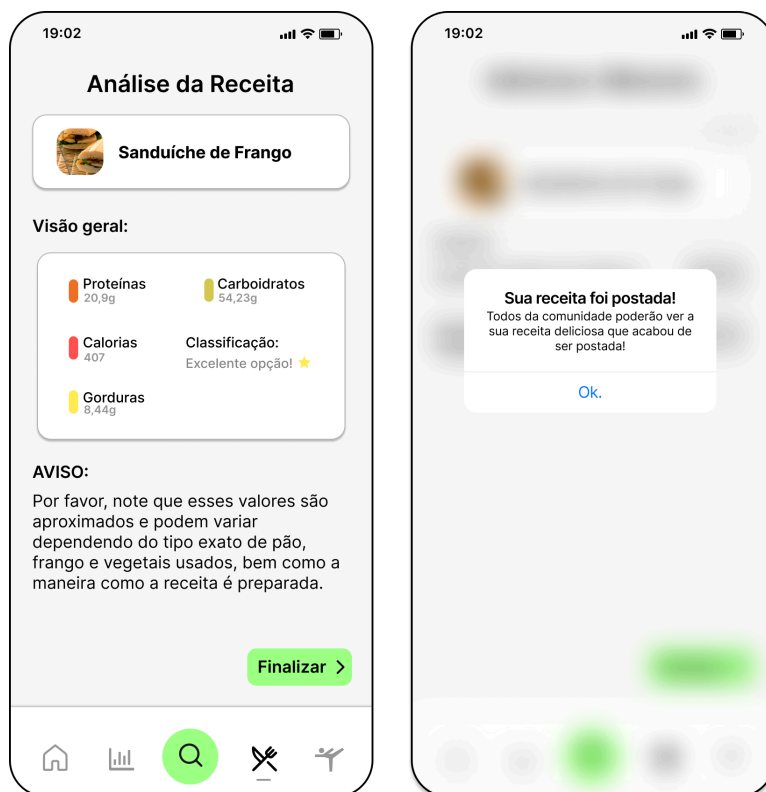 19:02
Análise da Receita
Sanduíche de Frango
Visão geral:
Proteínas
20,9g
Carboidratos
54,23g
Calorias
407
Classificação:
Excelente opção! ⭐
Gorduras
8,44g
AVISO:
Por favor, note que esses valores são
aproximados e podem variar
dependendo do tipo exato de pão,
frango e vegetais usados, bem como a
maneira como a receita é preparada.
Finalizar >
19:02
Sua receita foi postada!
Todos da comunidade poderão ver a
sua receita deliciosa que acabou de
ser postada!
Ok.